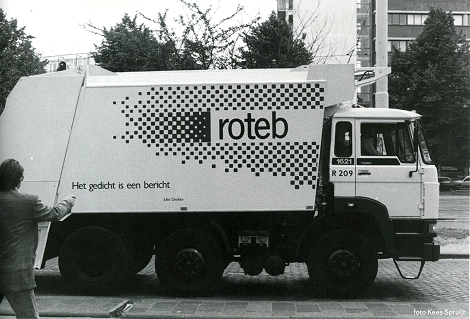 roteb
1621
R 209
Het gedicht is een bericht
Jules Deelder
foto Kees Spruijt